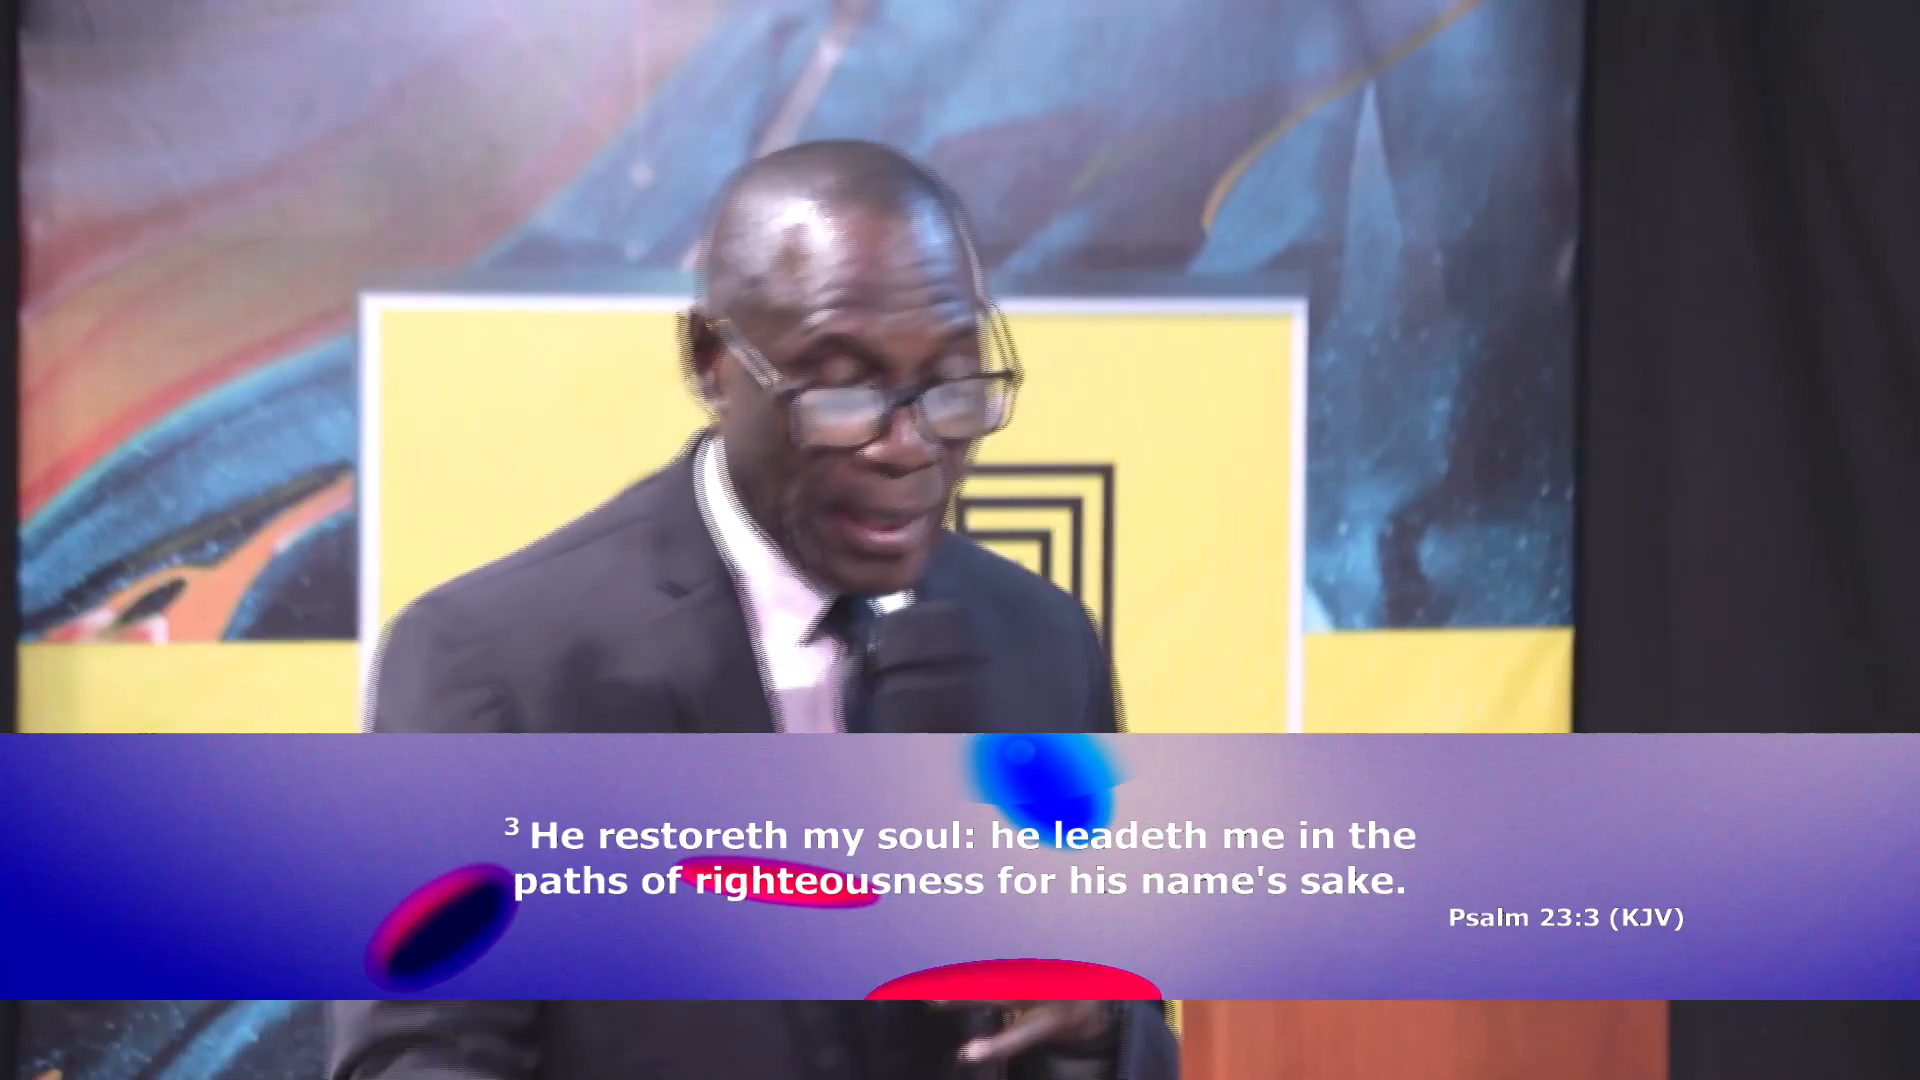 3 He restoreth my soul: he leadeth me in the
paths of righteousness for his name's sake.
Psalm 23:3 (KJV)